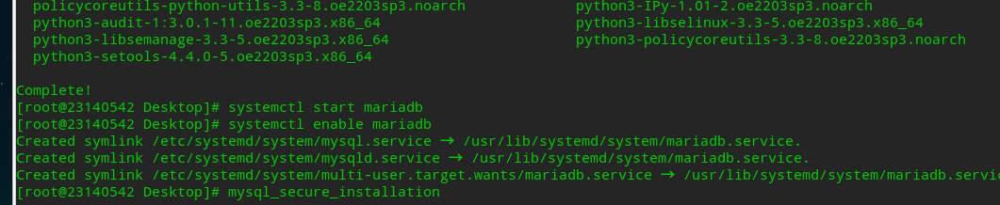 policycoreutils-python-utils-3.3-8.oe2203sp3.noarch python3-IPy-1.01-2.oe2203sp3.noarch
python3-audit-1:3.0.1-11.oe2203sp3.x86_64 python3-libselinux-3.3-5.oe2203sp3.x86_64
python3-libsemanage-3.3-5.oe2203sp3.x86_64 python3-policycoreutils-3.3-8.oe2203sp3.noarch
python3-setools-4.4.0-5.oe2203sp3.x86_64
Complete!
[root@23140542 Desktop]# systemctl start mariadb
[root@23140542 Desktop]# systemctl enable mariadb
Created symlink /etc/systemd/system/mysql.service → /usr/lib/systemd/system/mariadb.service.
Created symlink /etc/systemd/system/mysqld.service → /usr/lib/systemd/system/mariadb.service.
Created symlink /etc/systemd/system/multi-user.target.wants/mariadb.service → /usr/lib/systemd/system/mariadb.servi
[root@23140542 Desktop]# mysql_secure_installation